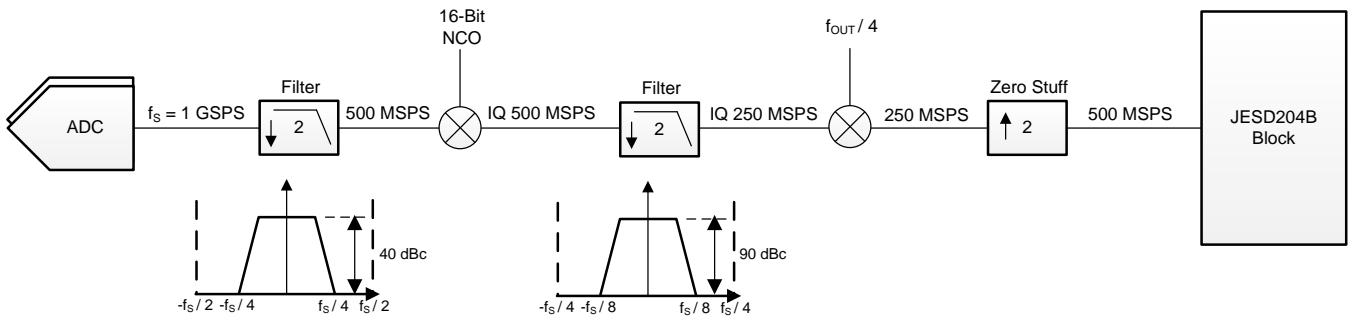 16-Bit
NCO
f_OUT / 4
Filter
Filter
Zero Stuff
ADC
f_S = 1 GSPS
2
500 MSPS
IQ 500 MSPS
2
IQ 250 MSPS
250 MSPS
2
500 MSPS
JESD204B
Block
40 dBc
90 dBc
-f_S / 2
-f_S / 4
f_S / 4
f_S / 2
-f_S / 4
-f_S / 8
f_S / 8
f_S / 4